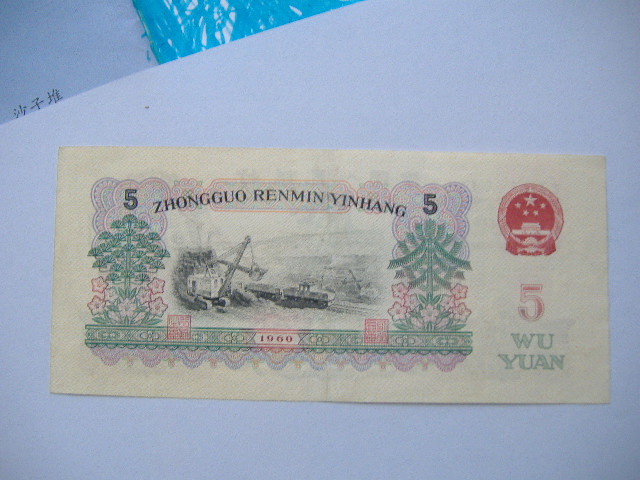 沙子堆
5
ZHONGGUO RENMIN YINHANG
5
1960
5
WU
YUAN